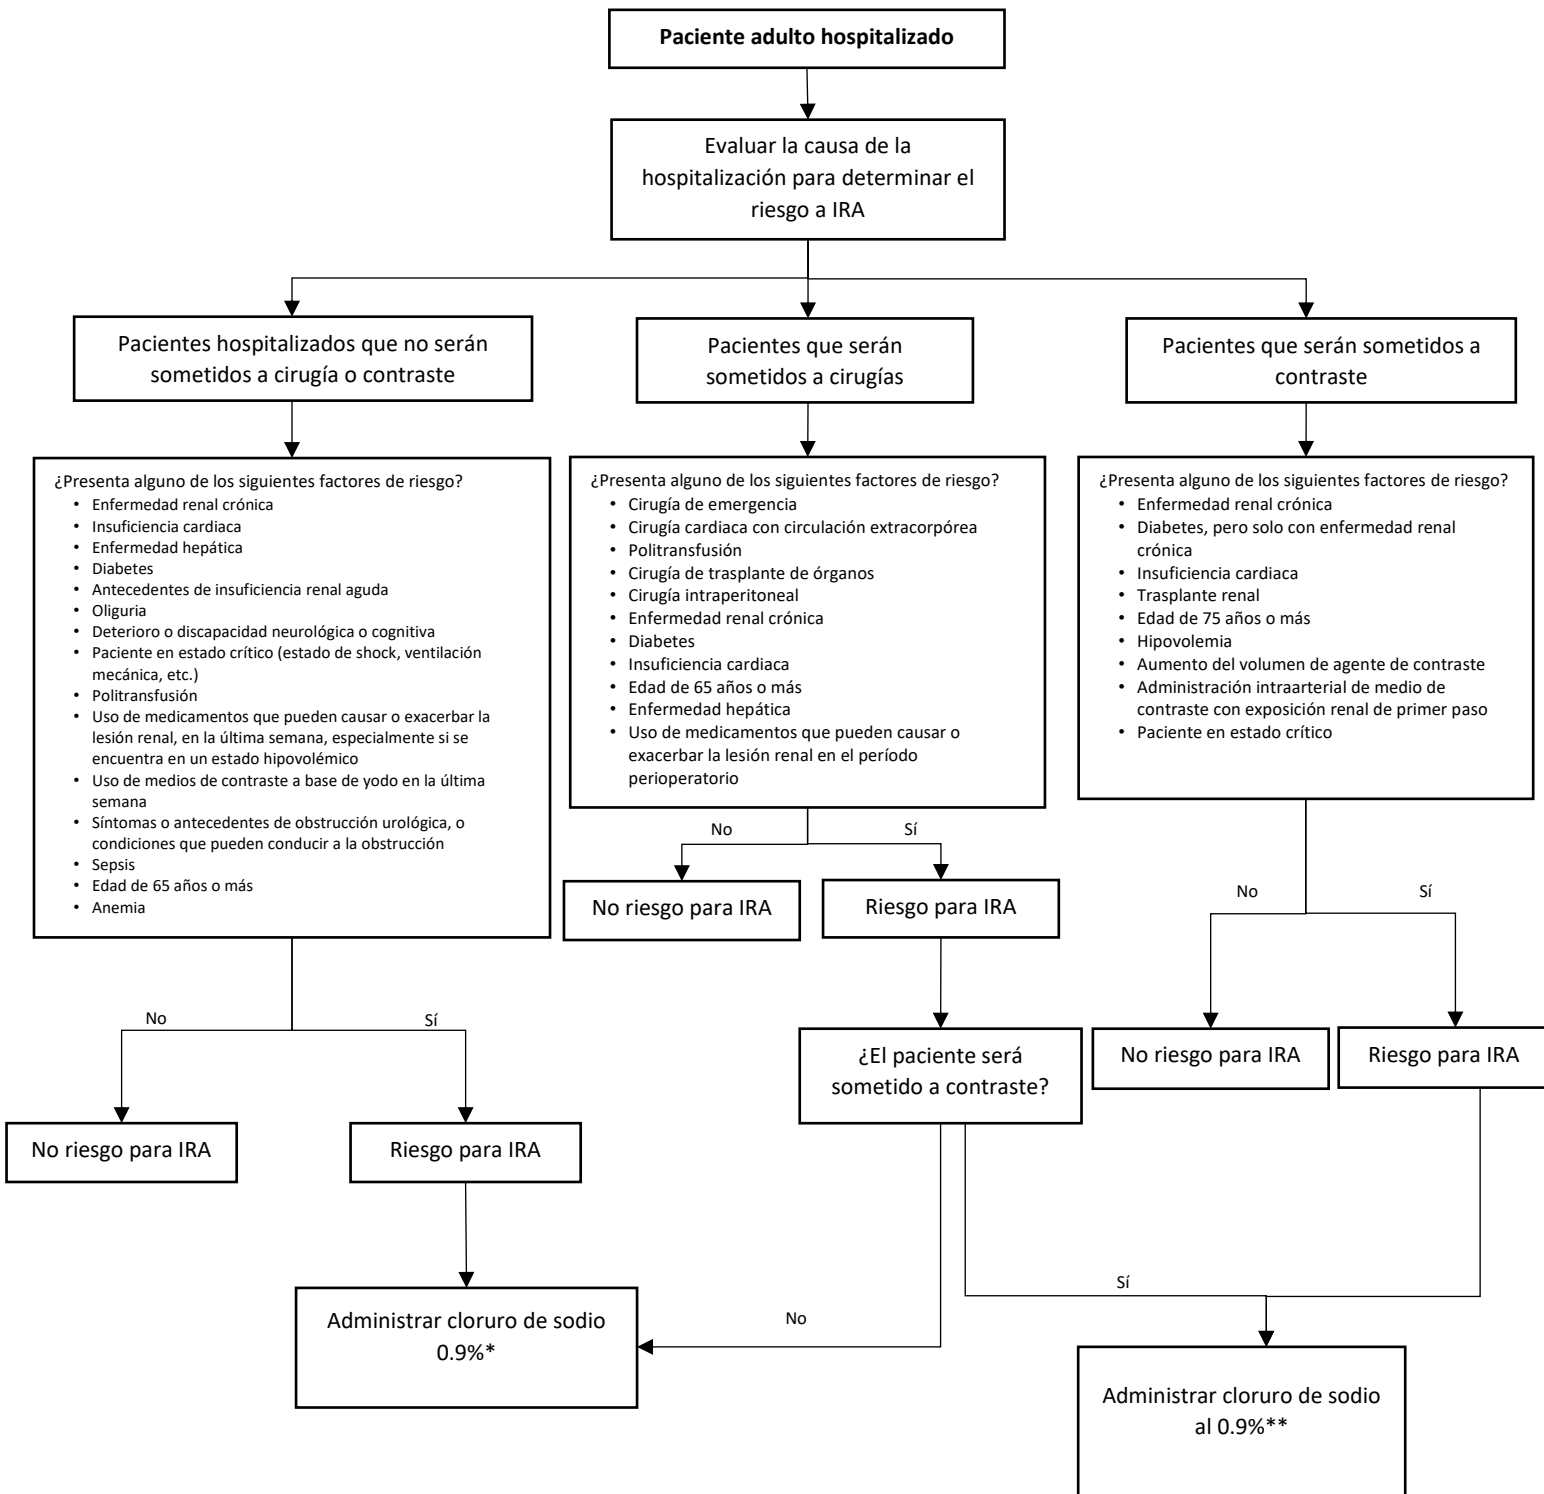 Paciente adulto hospitalizado
Evaluar la causa de la
hospitalización para determinar el
riesgo a IRA
Pacientes hospitalizados que no serán
sometidos a cirugía o contraste
Pacientes que serán
sometidos a cirugías
Pacientes que serán sometidos a
contraste
¿Presenta alguno de los siguientes factores de riesgo?
• Enfermedad renal crónica
• Insuficiencia cardiaca
• Enfermedad hepática
• Diabetes
• Antecedentes de insuficiencia renal aguda
• Oliguria
• Deterioro o discapacidad neurológica o cognitiva
• Paciente en estado crítico (estado de shock, ventilación
mecánica, etc.)
• Politransfusión
• Uso de medicamentos que pueden causar o exacerbar la
lesión renal, en la última semana, especialmente si se
encuentra en un estado hipovolémico
• Uso de medios de contraste a base de yodo en la última
semana
• Síntomas o antecedentes de obstrucción urológica, o
condiciones que pueden conducir a la obstrucción
• Sepsis
• Edad de 65 años o más
• Anemia
¿Presenta alguno de los siguientes factores de riesgo?
• Cirugía de emergencia
• Cirugía cardiaca con circulación extracorpórea
• Politransfusión
• Cirugía de trasplante de órganos
• Cirugía intraperitoneal
• Enfermedad renal crónica
• Diabetes
• Insuficiencia cardiaca
• Edad de 65 años o más
• Enfermedad hepática
• Uso de medicamentos que pueden causar o
exacerbar la lesión renal en el período
perioperatorio
¿Presenta alguno de los siguientes factores de riesgo?
• Enfermedad renal crónica
• Diabetes, pero solo con enfermedad renal
crónica
• Insuficiencia cardiaca
• Trasplante renal
• Edad de 75 años o más
• Hipovolemia
• Aumento del volumen de agente de contraste
• Administración intraarterial de medio de
contraste con exposición renal de primer paso
• Paciente en estado crítico
No
Sí
No riesgo para IRA
Riesgo para IRA
No
Sí
No
Sí
¿El paciente será
sometido a contraste?
No riesgo para IRA
Riesgo para IRA
No riesgo para IRA
Riesgo para IRA
Sí
No
Administrar cloruro de sodio
0.9%*
Administrar cloruro de sodio
al 0.9%**